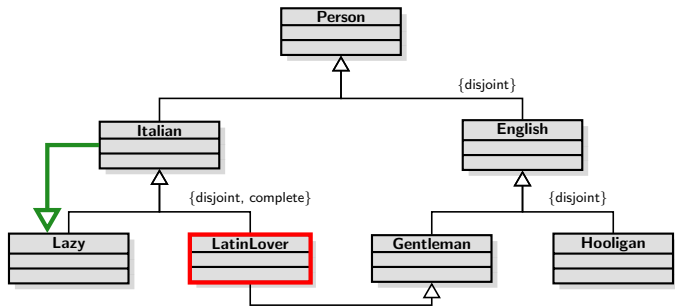 Person
{disjoint}
Italian
English
{disjoint, complete}
{disjoint}
Lazy
LatinLover
Gentleman
Hooligan